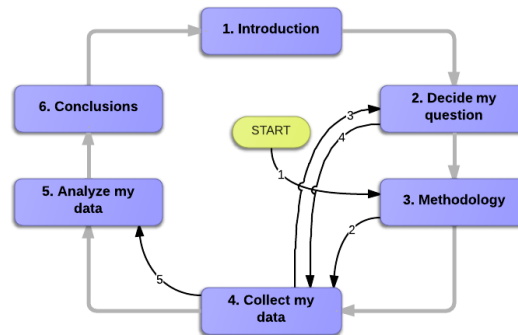 1. Introduction
2. Decide my
question
3
4
START
6. Conclusions
1
3. Methodology
5. Analyze my
data
2
5
4. Collect my
data